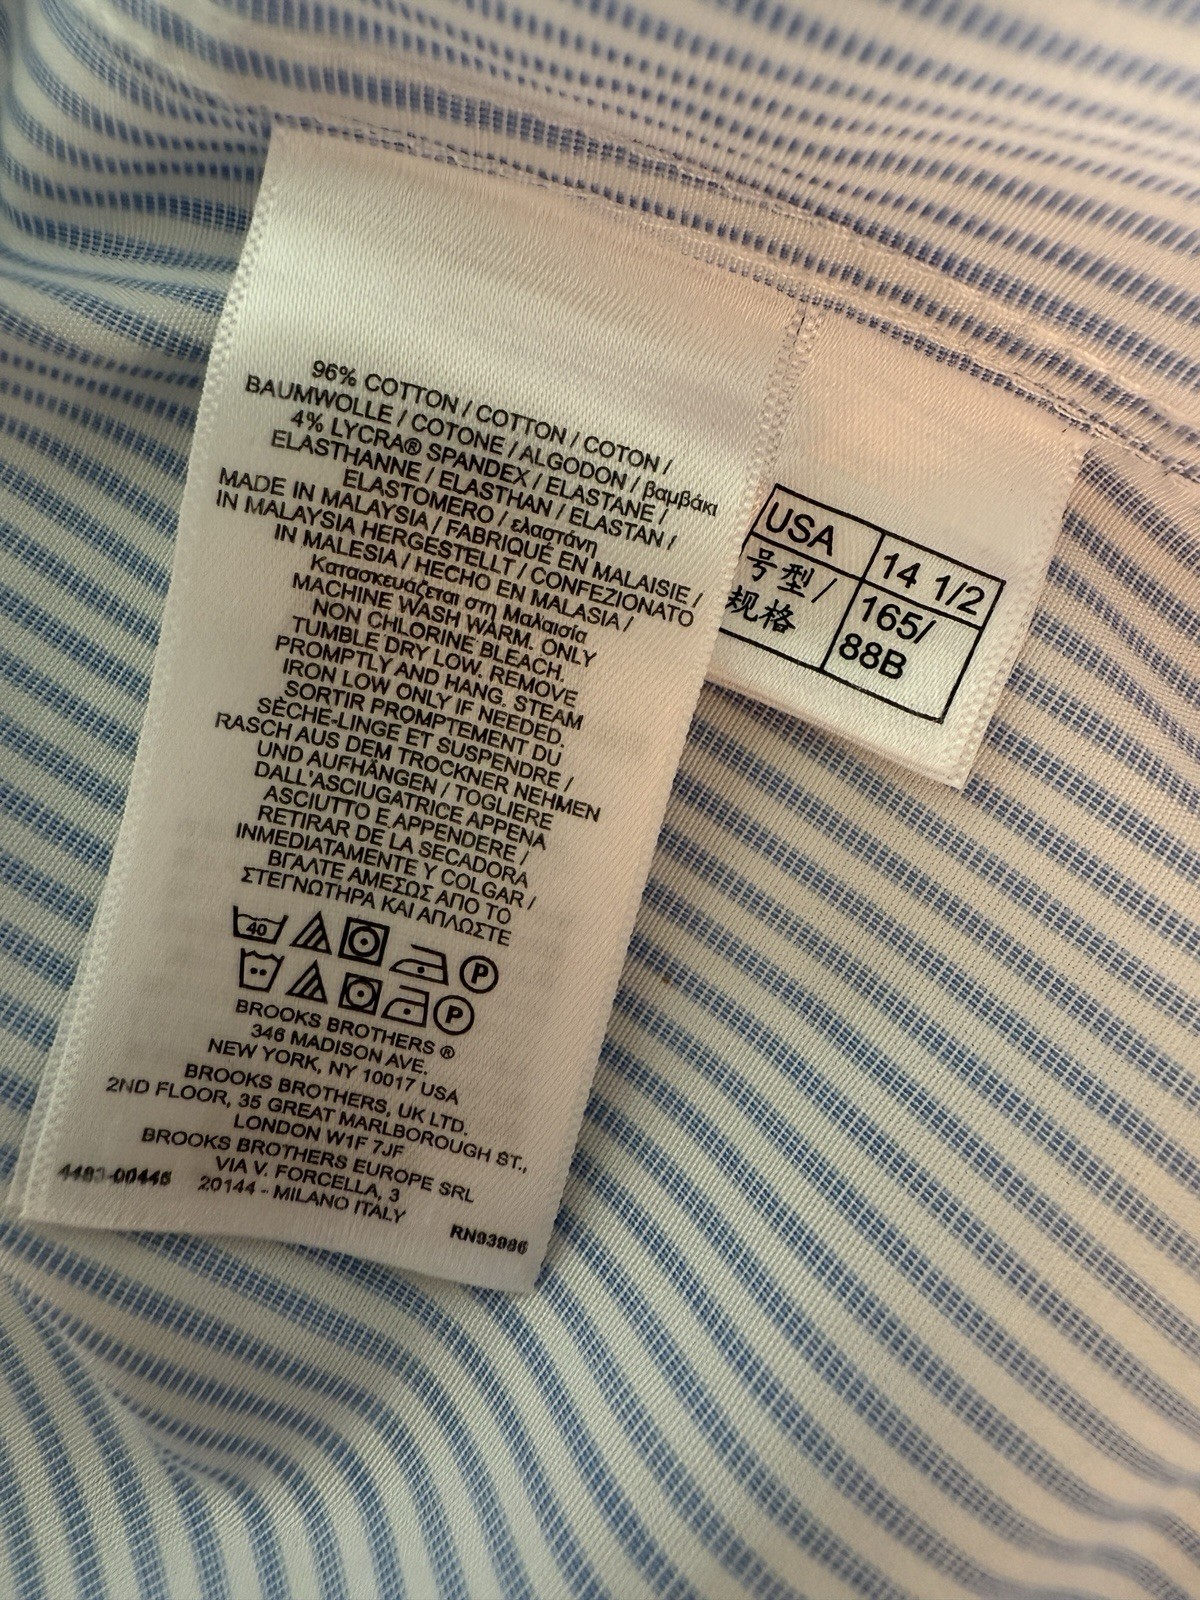 96% COTTON / COTTON / COTON /
BAUMWOLLE / COTONE / ALGODON / βαμβάκι
4% LYCRA® SPANDEX / ELASTANE /
ELASTHANNE / ELASTHAN / ELASTAN /
ELASTOMERO / ελαστάνη
MADE IN MALAYSIA / FABRIQUÉ EN MALAISIE /
IN MALAYSIA HERGESTELLT / CONFEZIONATO
IN MALESIA / HECHO EN MALASIA /
Κατασκευάζεται στη Μαλαισία
MACHINE WASH WARM. ONLY
NON CHLORINE BLEACH.
TUMBLE DRY LOW. REMOVE
PROMPTLY AND HANG. STEAM
IRON LOW ONLY IF NEEDED.
SORTIR PROMPTEMENT DU
SÈCHE-LINGE ET SUSPENDRE /
RASCH AUS DEM TROCKNER NEHMEN
UND AUFHÄNGEN / TOGLIERE
DALL'ASCIUGATRICE APPENA
ASCIUTTO E APPENDERE /
RETIRAR DE LA SECADORA
INMEDIATAMENTE Y COLGAR /
ΒΓΑΛΤΕ ΑΜΕΣΩΣ ΑΠΟ ΤΟ
ΣΤΕΓΝΩΤΗΡΑ ΚΑΙ ΑΠΛΩΣΤΕ
40 P
P
BROOKS BROTHERS ®
346 MADISON AVE.
NEW YORK, NY 10017 USA
BROOKS BROTHERS, UK LTD.
2ND FLOOR, 35 GREAT MARLBOROUGH ST.,
LONDON W1F 7JF
BROOKS BROTHERS EUROPE SRL
VIA V. FORCELLA, 3
20144 - MILANO ITALY
4483-00446
RN93986
USA 14 1/2
号型/ 165/
规格 88B